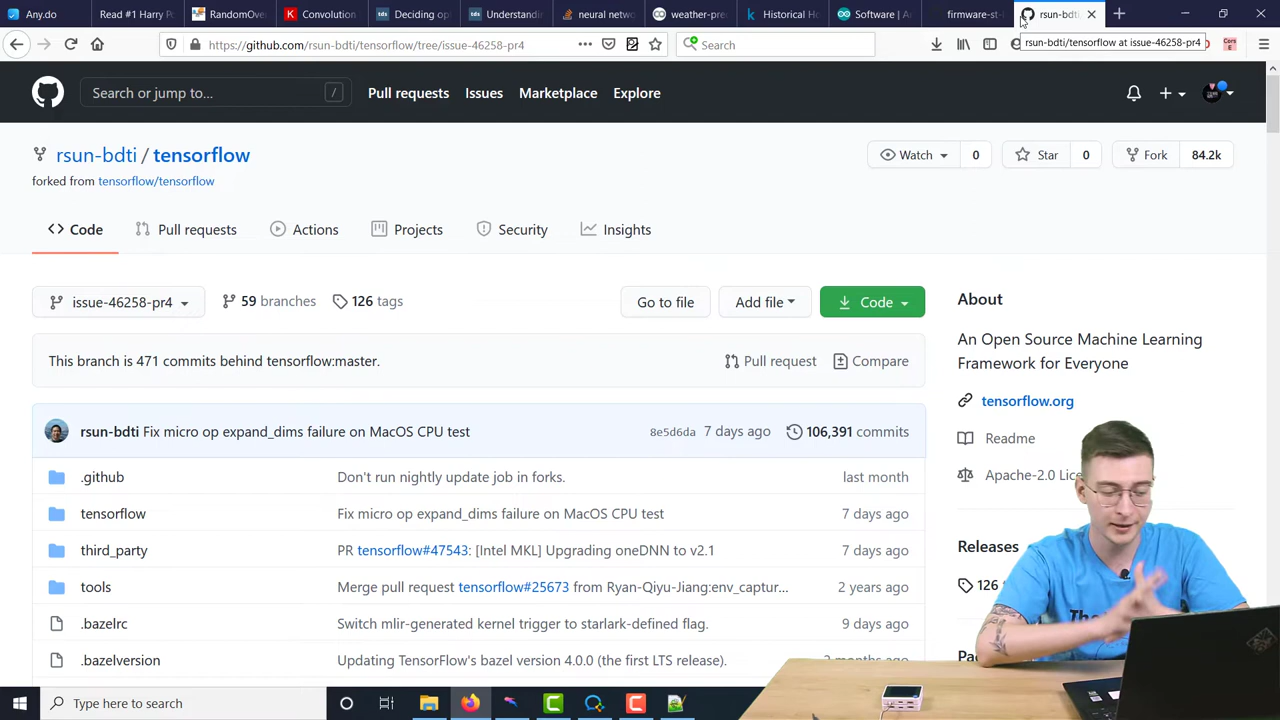 Any.do
Read #1 Harry P
RandomOve
Convolution
Deciding op
Understandin
neural netw
weather-pre
Historical Ho
Software | A
firmware-st-
rsun-bdti
https://github.com/rsun-bdti/tensorflow/tree/issue-46258-pr4
Search
rsun-bdti/tensorflow at issue-46258-pr4
Search or jump to...
/
Pull requests
Issues
Marketplace
Explore
rsun-bdti / tensorflow
forked from tensorflow/tensorflow
Watch 0
Star 0
Fork 84.2k
Code
Pull requests
Actions
Projects
Security
Insights
issue-46258-pr4
59 branches
126 tags
Go to file
Add file
Code
This branch is 471 commits behind tensorflow:master.
Pull request
Compare
rsun-bdti Fix micro op expand_dims failure on MacOS CPU test 8e5d6da 7 days ago 106,391 commits
.github Don't run nightly update job in forks. last month
tensorflow Fix micro op expand_dims failure on MacOS CPU test 7 days ago
third_party PR tensorflow#47543: [Intel MKL] Upgrading oneDNN to v2.1 7 days ago
tools Merge pull request tensorflow#25673 from Ryan-Qiyu-Jiang:env_captur... 2 years ago
.bazelrc Switch mlir-generated kernel trigger to starlark-defined flag. 9 days ago
.bazelversion Updating TensorFlow's bazel version 4.0.0 (the first LTS release).
About
An Open Source Machine Learning
Framework for Everyone
tensorflow.org
Readme
Apache-2.0 Lice
Releases
126
Type here to search